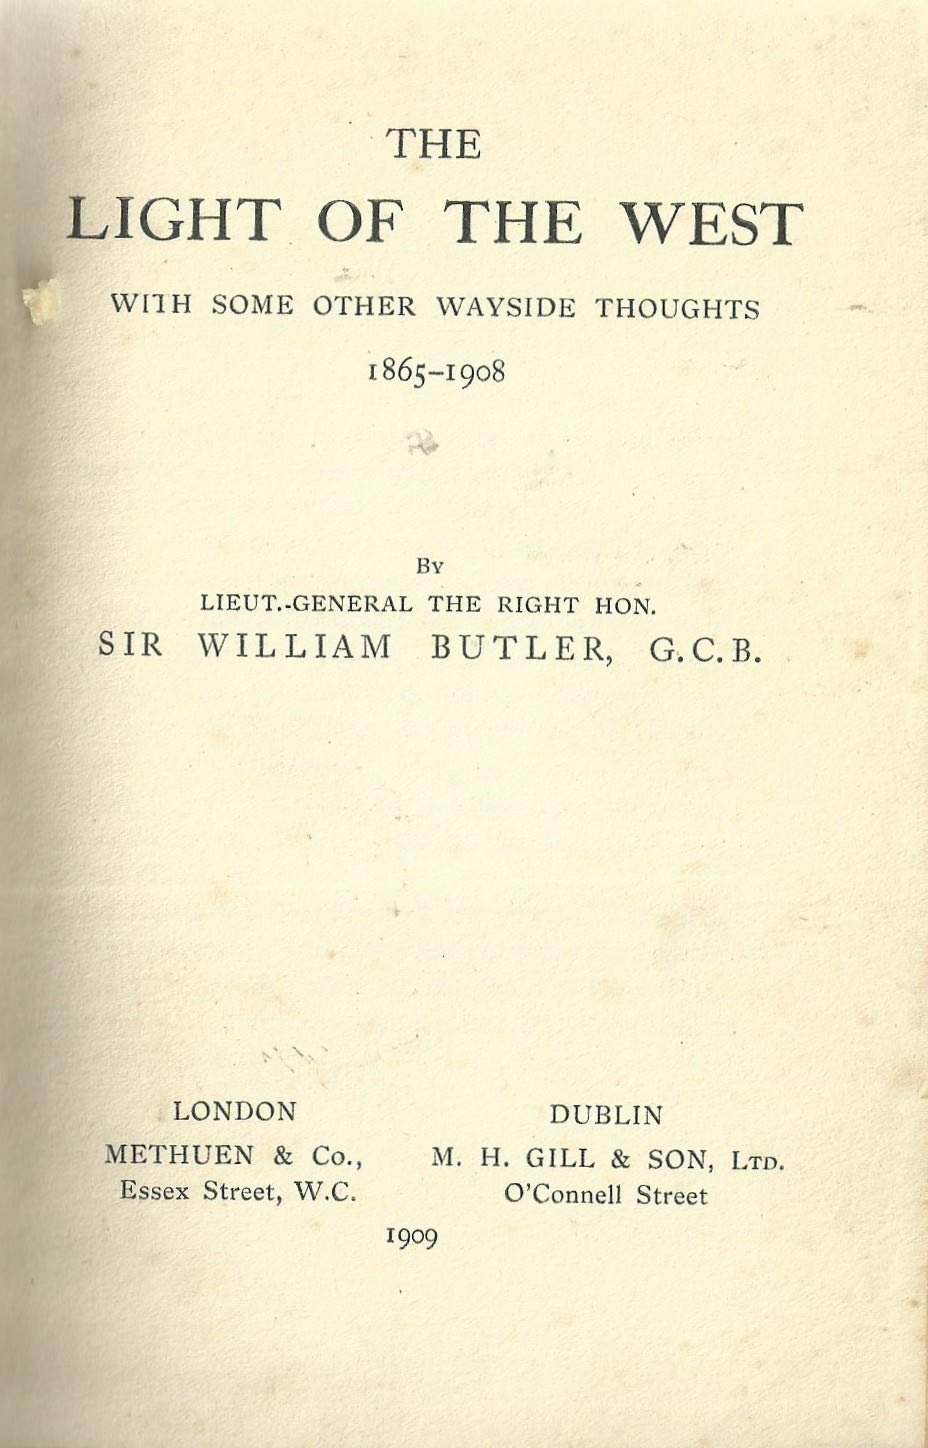 THE
LIGHT OF THE WEST
WITH SOME OTHER WAYSIDE THOUGHTS
1865–1908
By
LIEUT.-GENERAL THE RIGHT HON.
SIR WILLIAM BUTLER, G.C.B.
LONDON
METHUEN & Co.,
Essex Street, W.C.
DUBLIN
M. H. GILL & SON, LTD.
O'Connell Street
1909